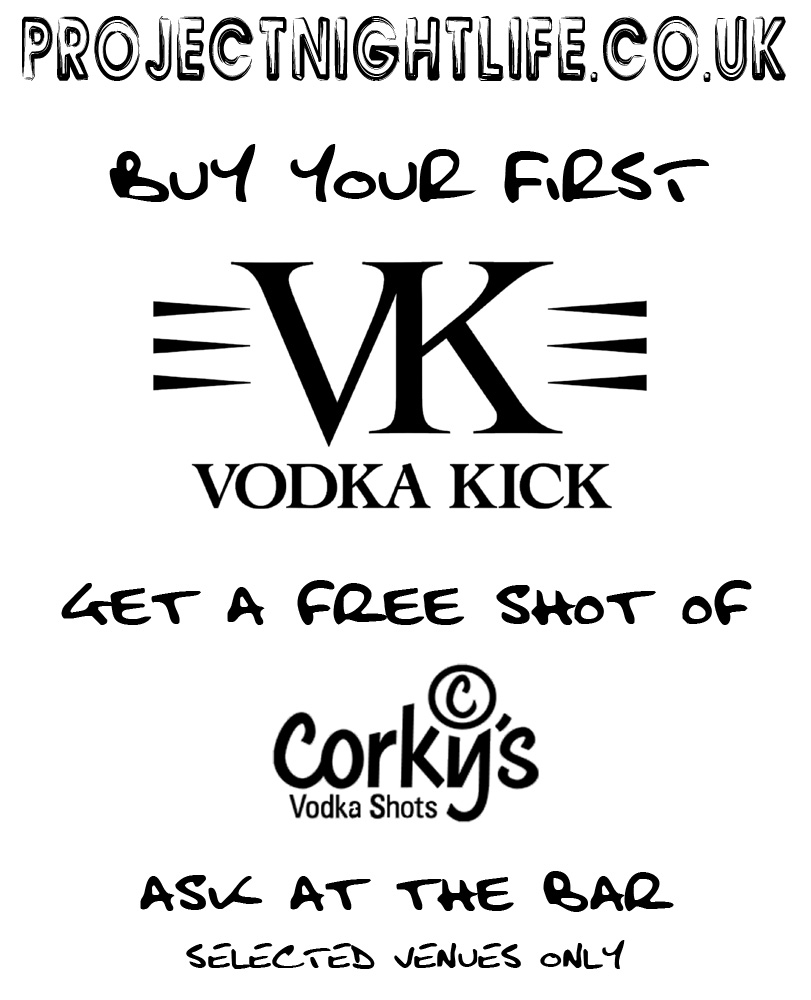 PROJECTNIGHTLIFE.CO.UK
BUY YOUR FIRST
VK
VODKA KICK
GET A FREE SHOT OF
©
Corky's
Vodka Shots
ASK AT THE BAR
SELECTED VENUES ONLY